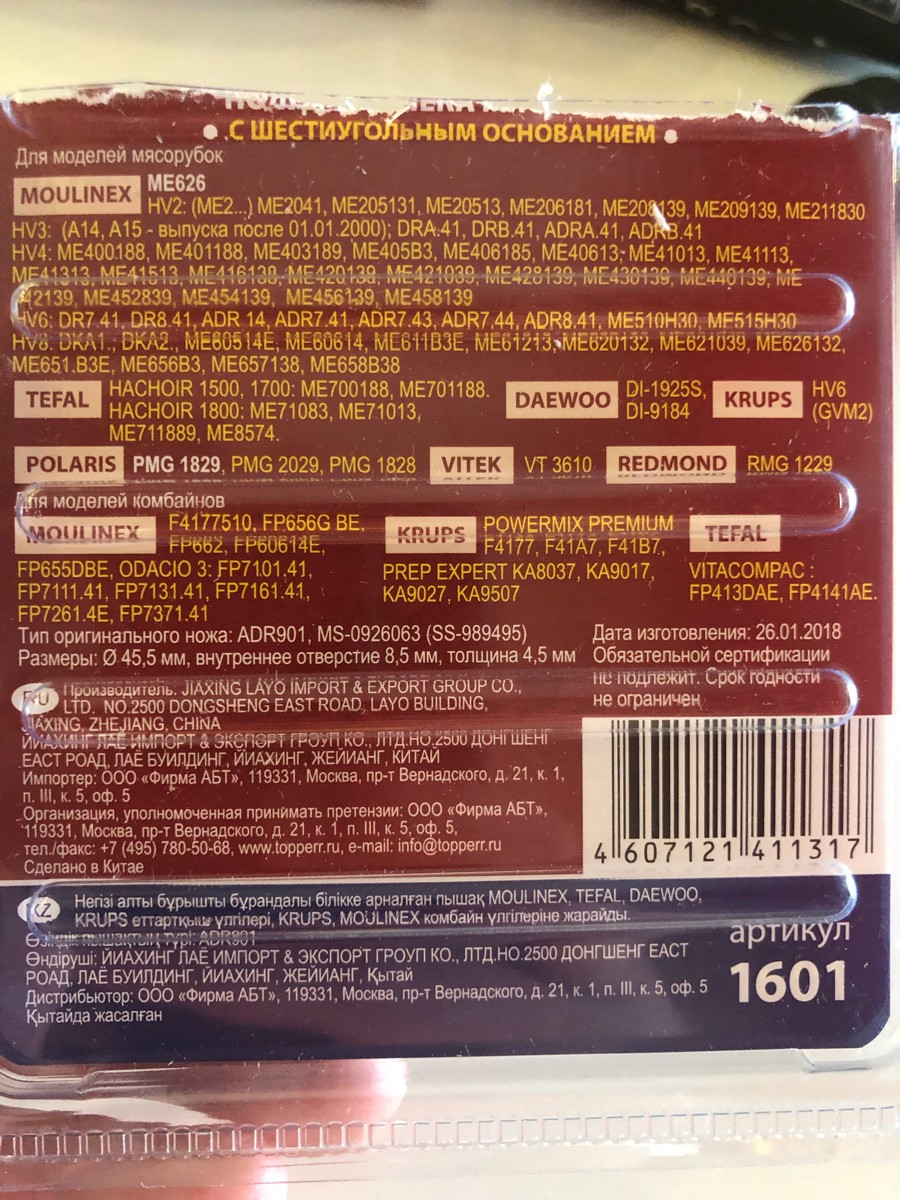 • С ШЕСТИУГОЛЬНЫМ ОСНОВАНИЕМ •
Для моделей мясорубок
MOULINEX ME626
HV2: (ME2...) ME2041, ME205131, ME20513, ME206181, ME208139, ME209139, ME211830
HV3: (A14, A15 - выпуска после 01.01.2000); DRA.41, DRB.41, ADRA.41, ADRB.41
HV4: ME400188, ME401188, ME403189, ME405B3, ME406185, ME40613, ME41013, ME41113,
ME41313, ME41513, ME416138, ME420139, ME421039, ME428139, ME430139, ME440139, ME
42139, ME452839, ME454139, ME456139, ME458139
HV6: DR7.41, DR8.41, ADR 14, ADR7.41, ADR7.43, ADR7.44, ADR8.41, ME510H30, ME515H30
HV8: DKA1., DKA2., ME60514E, ME60614, ME611B3E, ME61213, ME620132, ME621039, ME626132,
ME651.B3E, ME656B3, ME657138, ME658B38
TEFAL HACHOIR 1500, 1700: ME700188, ME701188.
HACHOIR 1800: ME71083, ME71013,
ME711889, ME8574.
DAEWOO DI-1925S,
DI-9184
KRUPS HV6
(GVM2)
POLARIS PMG 1829, PMG 2029, PMG 1828 VITEK VT 3610 REDMOND RMG 1229
Для моделей комбайнов
MOULINEX F4177510, FP656G BE,
FP662, FP60614E,
FP655DBE, ODACIO 3: FP7101.41,
FP7111.41, FP7131.41, FP7161.41,
FP7261.4E, FP7371.41
KRUPS POWERMIX PREMIUM
F4177, F41A7, F41B7,
PREP EXPERT KA8037, KA9017,
KA9027, KA9507
TEFAL
VITACOMPAC :
FP413DAE, FP4141AE.
Тип оригинального ножа: ADR901, MS-0926063 (SS-989495)
Размеры: Ø 45,5 мм, внутреннее отверстие 8,5 мм, толщина 4,5 мм
Дата изготовления: 26.01.2018
Обязательной сертификации
не подлежит. Срок годности
не ограничен
RU Производитель: JIAXING LAYO IMPORT & EXPORT GROUP CO.,
LTD. NO.2500 DONGSHENG EAST ROAD, LAYO BUILDING,
JIAXING, ZHEJIANG, CHINA
ЙИАХИНГ ЛАЁ ИМПОРТ & ЭКСПОРТ ГРОУП КО., ЛТД.НО.2500 ДОНГШЕНГ
ЕАСТ РОАД, ЛАЁ БУИЛДИНГ, ЙИАХИНГ, ЖЕЙИАНГ, КИТАЙ
Импортер: ООО «Фирма АБТ», 119331, Москва, пр-т Вернадского, д. 21, к. 1,
п. III, к. 5, оф. 5
Организация, уполномоченная принимать претензии: ООО «Фирма АБТ»,
119331, Москва, пр-т Вернадского, д. 21, к. 1, п. III, к. 5, оф. 5,
тел./факс: +7 (495) 780-50-68, www.topperr.ru, e-mail: info@topperr.ru
Сделано в Китае
4 607121 411317
KZ Негізі алты бұрышты бұрандалы білікке арналған пышақ MOULINEX, TEFAL, DAEWOO,
KRUPS еттартқыш үлгілері, KRUPS, MOULINEX комбайн үлгілеріне жарайды.
Өзіндік пышақтың түрі: ADR901
Өндіруші: ЙИАХИНГ ЛАЁ ИМПОРТ & ЭКСПОРТ ГРОУП КО., ЛТД.НО.2500 ДОНГШЕНГ ЕАСТ
РОАД, ЛАЁ БУИЛДИНГ, ЙИАХИНГ, ЖЕЙИАНГ, Қытай
Дистрибьютор: ООО «Фирма АБТ», 119331, Москва, пр-т Вернадского, д. 21, к. 1, п. III, к. 5, оф. 5
Қытайда жасалған
артикул
1601